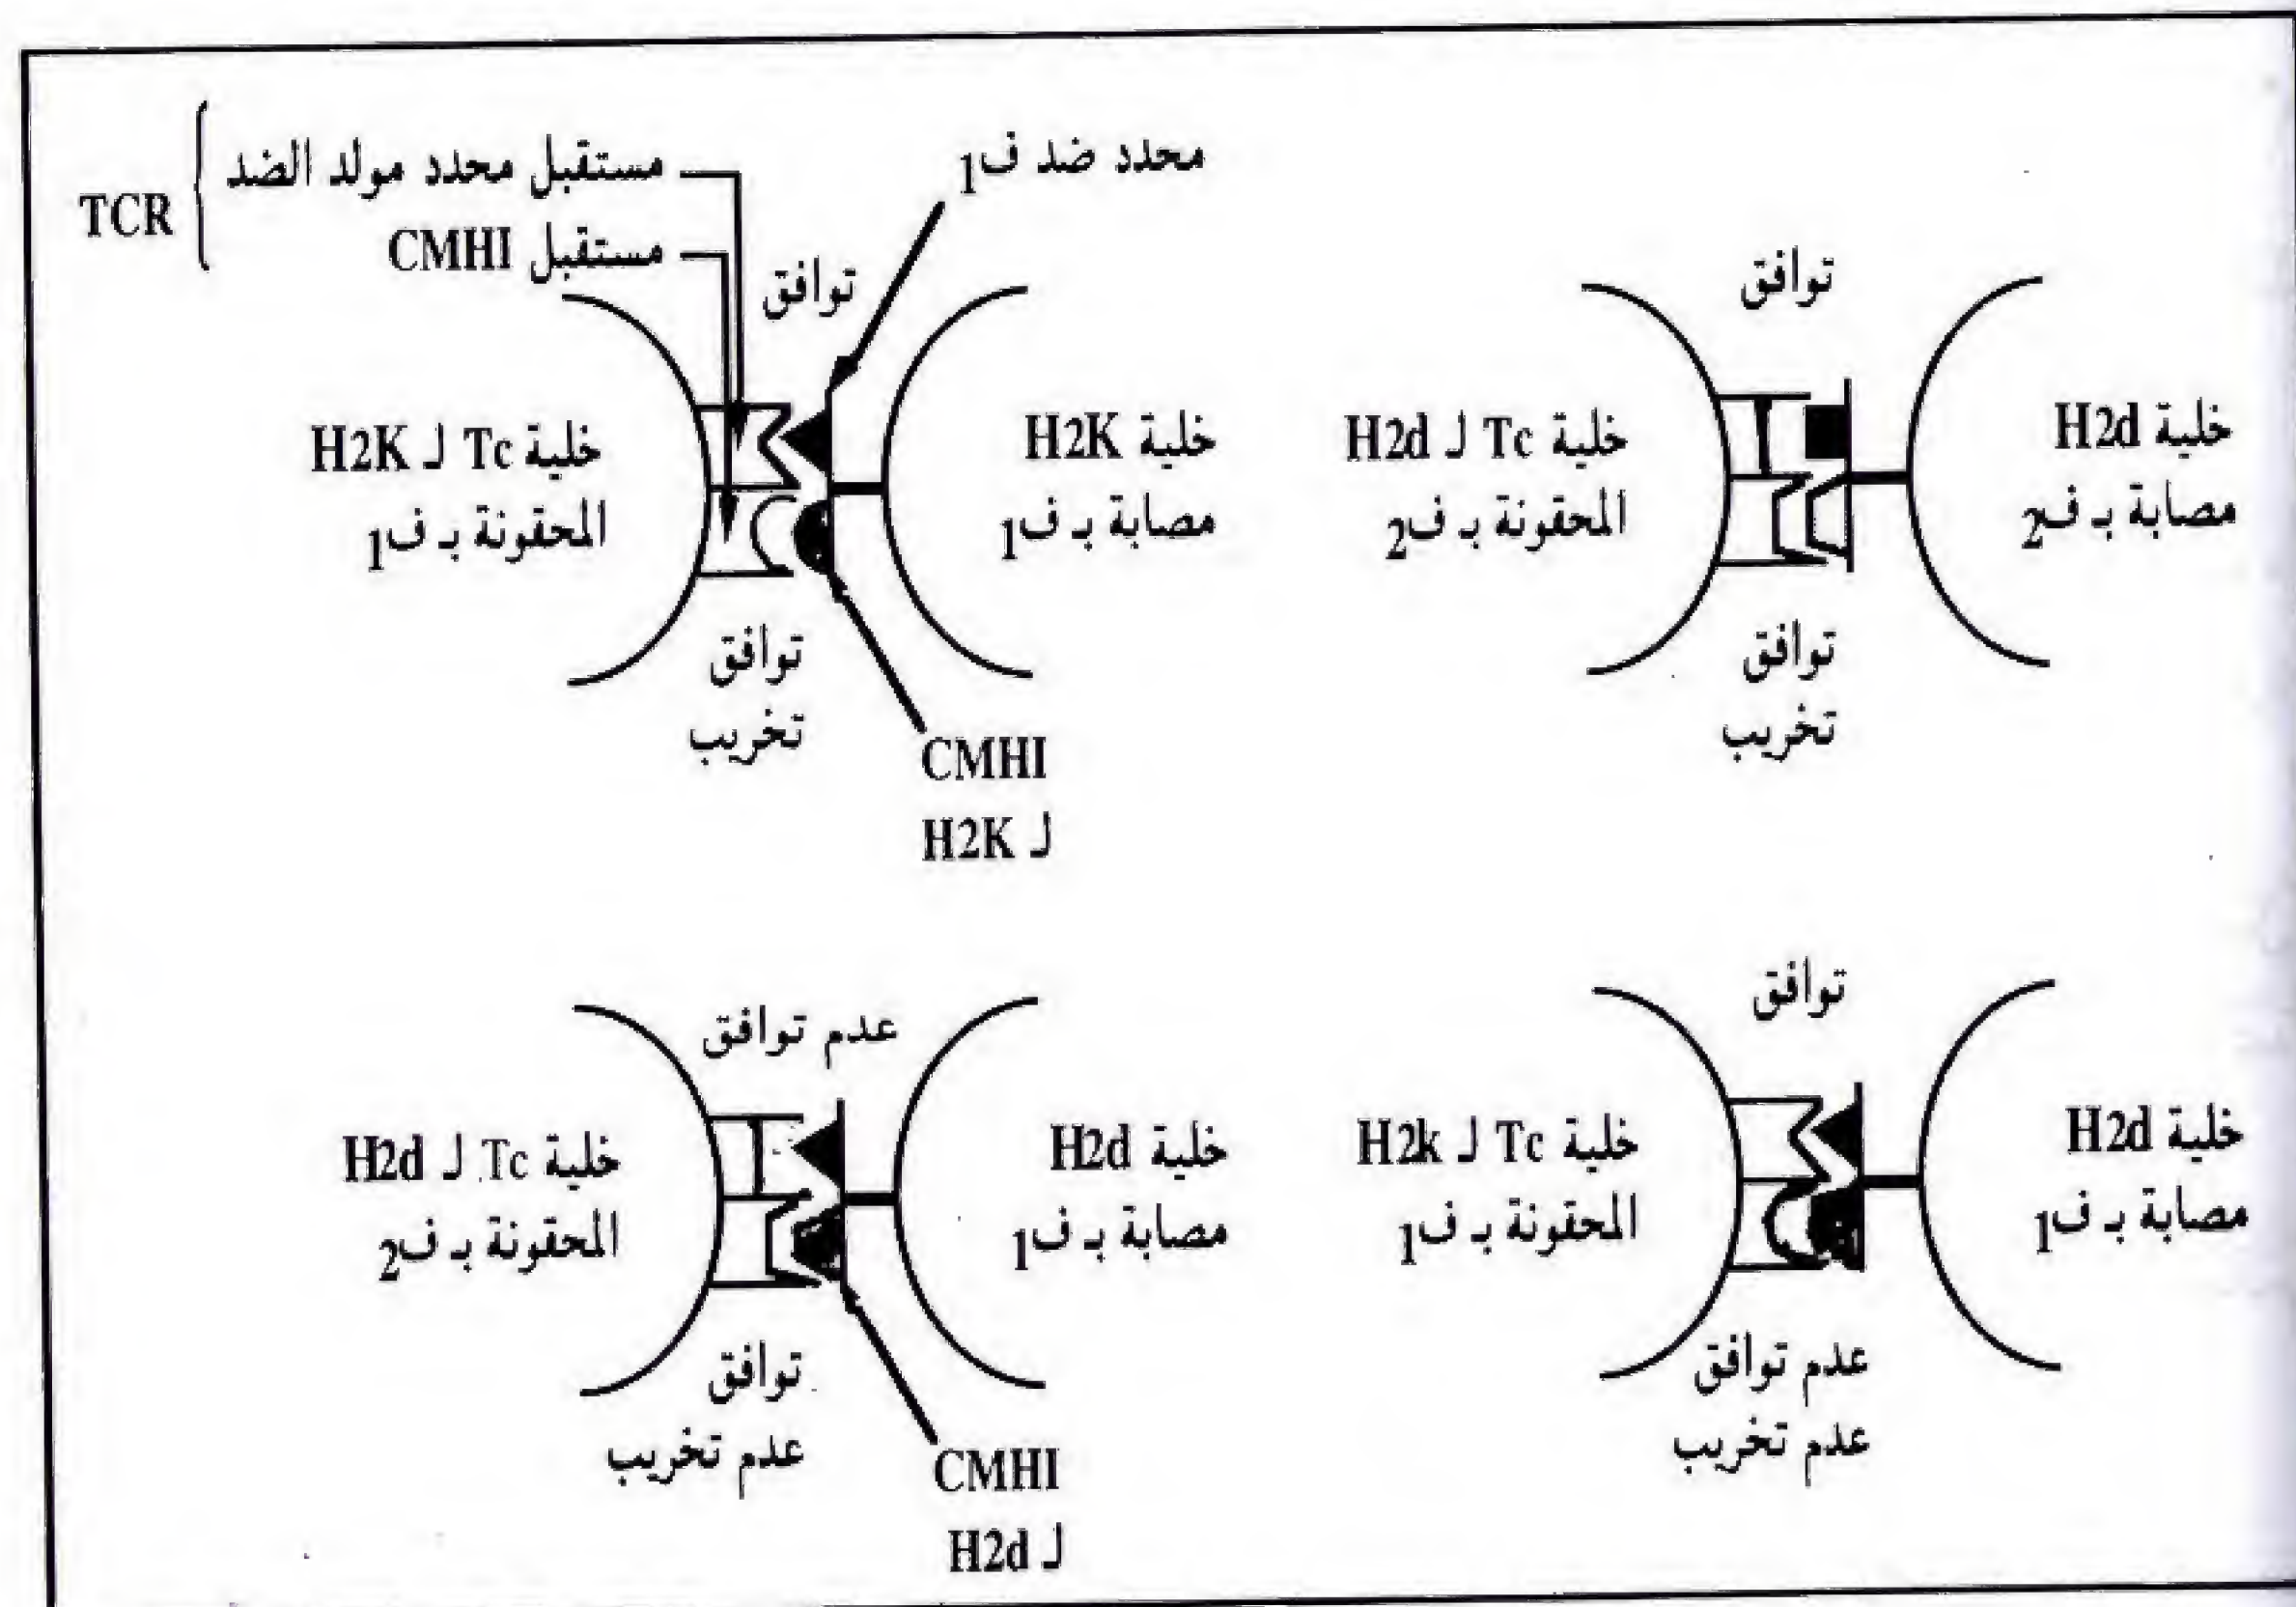 TCR
مستقبل محدد مولد الضد
مستقبل CMHI
محدد ضد ف1
توافق
خلية Tc لـ H2K
المحقونة بـ ف1
خلية H2K
مصابة بـ ف1
توافق
تخريب
CMHI
لـ H2K
توافق
خلية Tc لـ H2d
المحقونة بـ ف2
خلية H2d
مصابة بـ ف2
توافق
تخريب
عدم توافق
خلية Tc لـ H2d
المحقونة بـ ف2
خلية H2d
مصابة بـ ف1
توافق
عدم تخريب
CMHI
لـ H2d
توافق
خلية Tc لـ H2k
المحقونة بـ ف1
خلية H2d
مصابة بـ ف1
عدم توافق
عدم تخريب